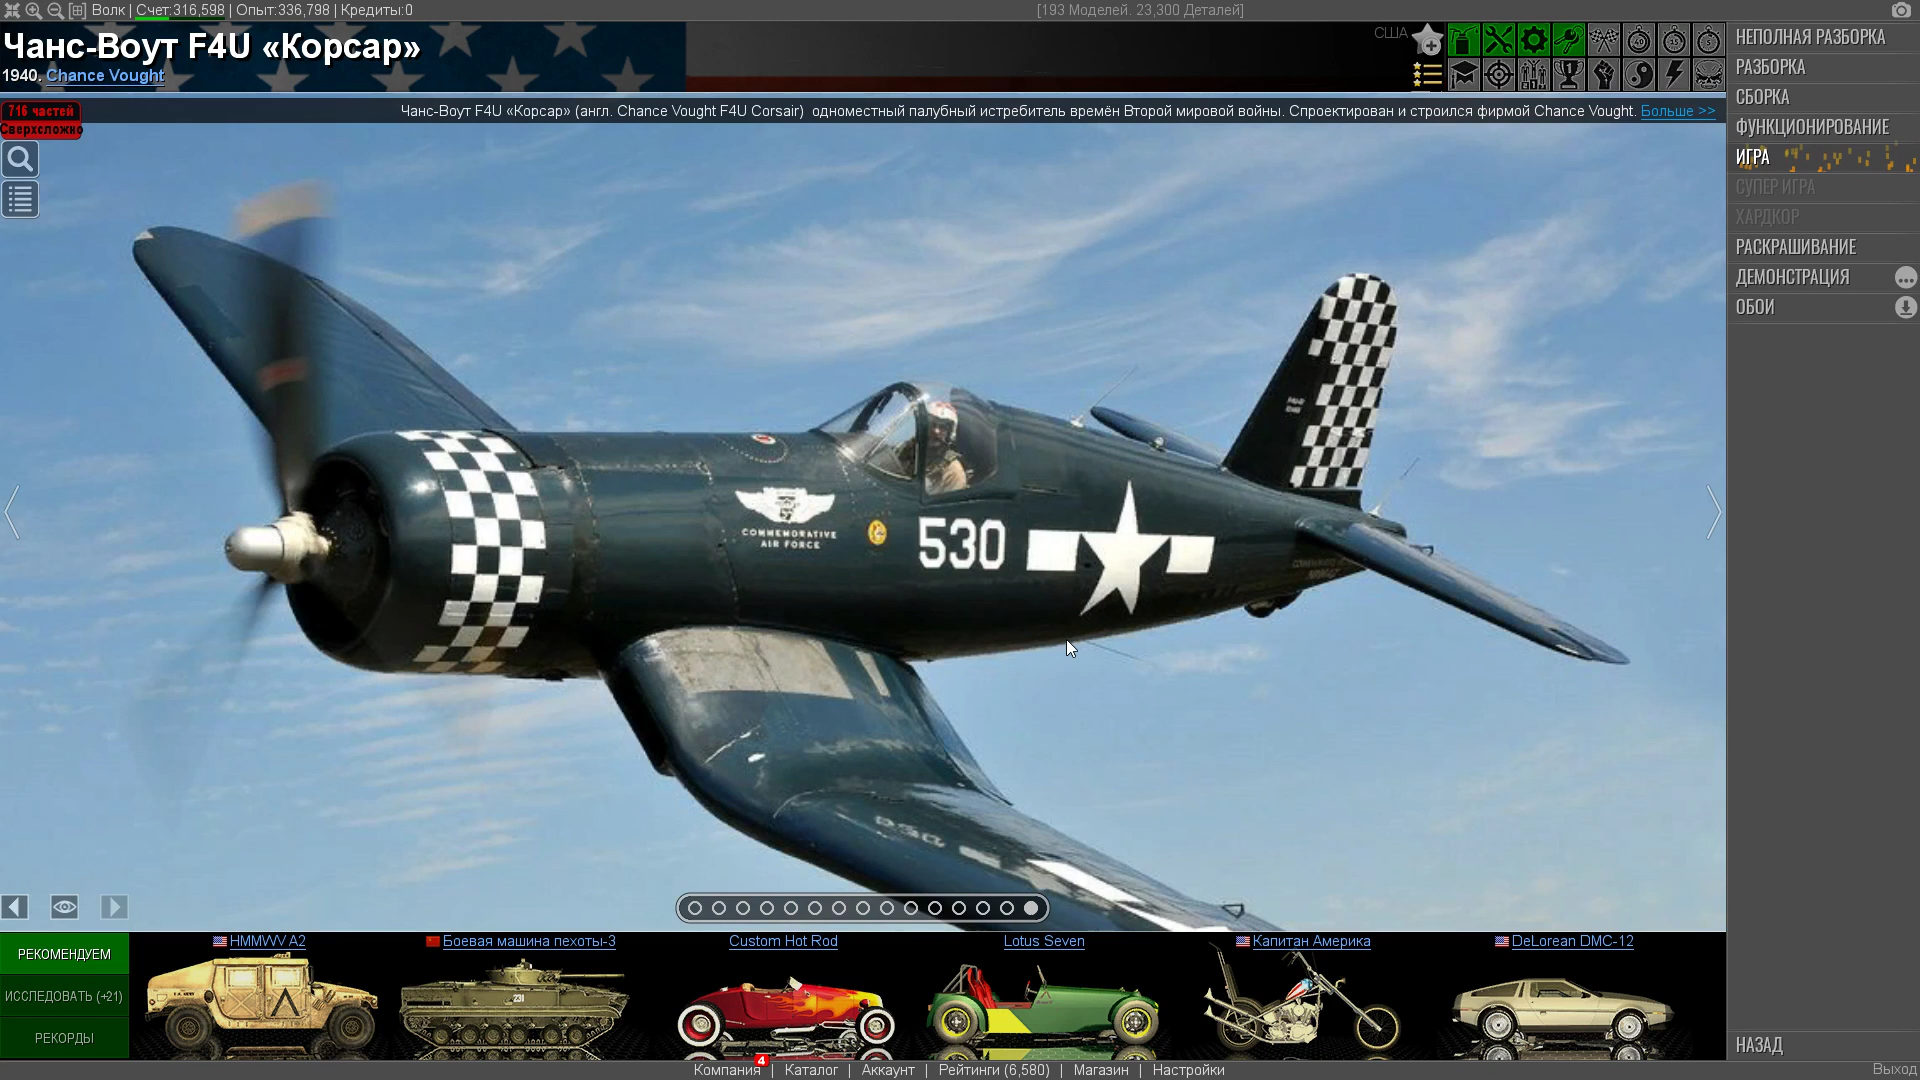 Волк | Счет:316,598 | Опыт:336,798 | Кредиты:0
[193 Моделей. 23,300 Деталей]
Чанс-Воут F4U «Корсар»
1940. Chance Vought
США
716 частей
Сверхсложно
Чанс-Воут F4U «Корсар» (англ. Chance Vought F4U Corsair) одноместный палубный истребитель времён Второй мировой войны. Спроектирован и строился фирмой Chance Vought. Больше >>
НЕПОЛНАЯ РАЗБОРКА
РАЗБОРКА
СБОРКА
ФУНКЦИОНИРОВАНИЕ
ИГРА
СУПЕР ИГРА
ХАРДКОР
РАСКРАШИВАНИЕ
ДЕМОНСТРАЦИЯ
ОБОИ
COMMEMORATIVE
AIR FORCE
530
РЕКОМЕНДУЕМ
ИССЛЕДОВАТЬ (+21)
РЕКОРДЫ
HMMWV A2
Боевая машина пехоты-3
Custom Hot Rod
Lotus Seven
Капитан Америка
DeLorean DMC-12
231
НАЗАД
4
Компания | Каталог | Аккаунт | Рейтинги (6,580) | Магазин | Настройки
Выход